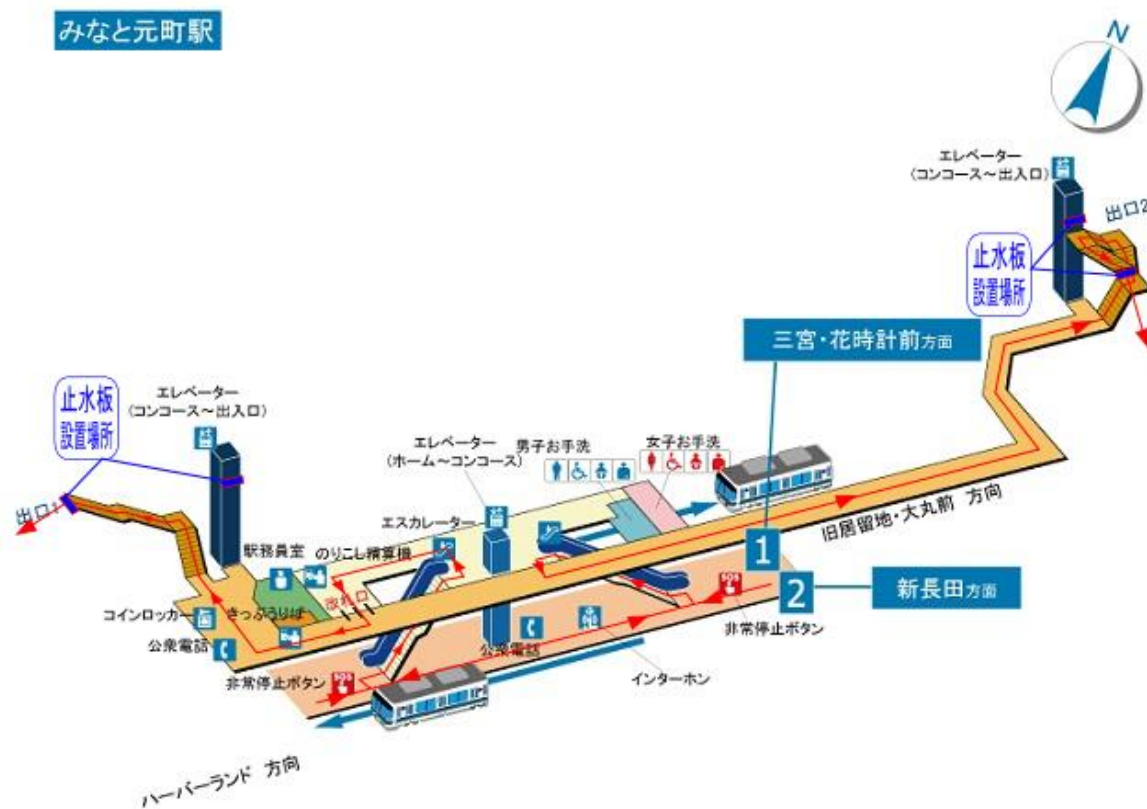 みなと元町駅
N
エレベーター
(コンコース～出入口)
出口2
止水板
設置場所
三宮・花時計前方面
止水板
設置場所
エレベーター
(コンコース～出入口)
エレベーター
(ホーム～コンコース)
男子お手洗
女子お手洗
出口1
エスカレーター
旧居留地・大丸前 方向
駅務員室
のりこし精算機
1
2
新長田方面
コインロッカー
きっぷうりば
改札口
SOS
公衆電話
公衆電話
非常停止ボタン
非常停止ボタン
SOS
インターホン
ハーバーランド 方向